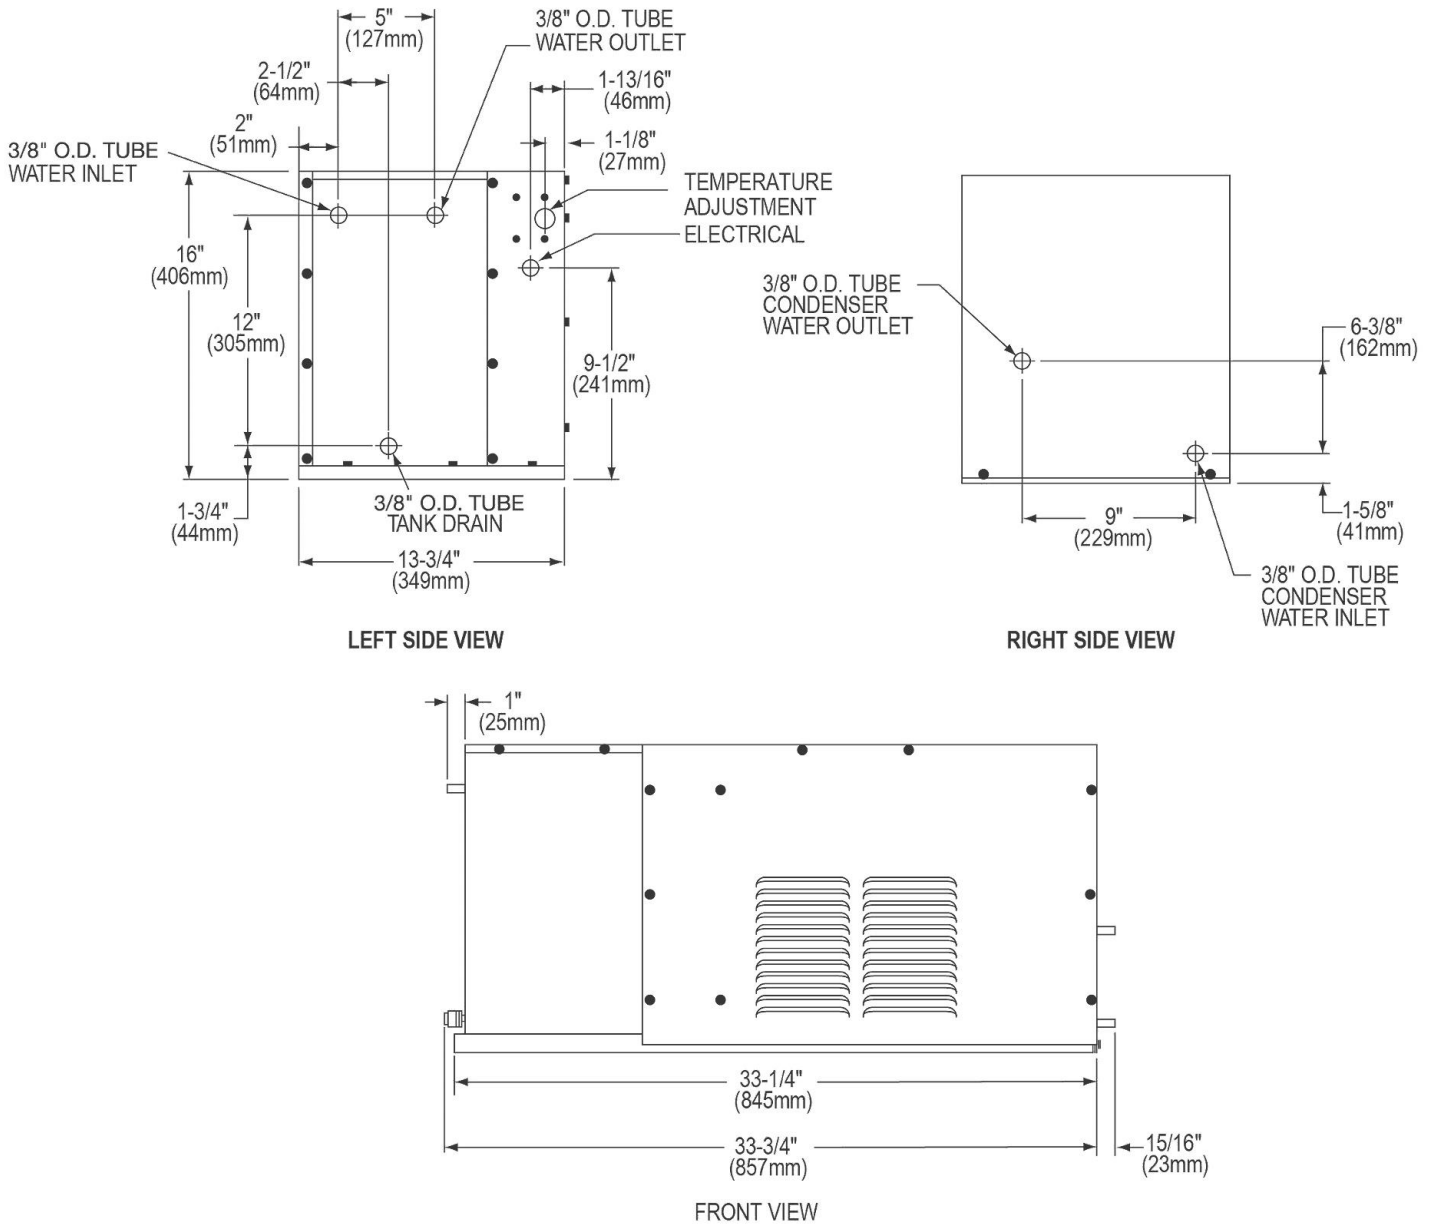 5"
(127mm)
3/8" O.D. TUBE
WATER OUTLET
2-1/2"
(64mm)
1-13/16"
(46mm)
2"
(51mm)
1-1/8"
(27mm)
3/8" O.D. TUBE
WATER INLET
TEMPERATURE
ADJUSTMENT
ELECTRICAL
16"
(406mm)
12"
(305mm)
9-1/2"
(241mm)
1-3/4"
(44mm)
3/8" O.D. TUBE
TANK DRAIN
13-3/4"
(349mm)
LEFT SIDE VIEW
3/8" O.D. TUBE
CONDENSER
WATER OUTLET
6-3/8"
(162mm)
9"
(229mm)
1-5/8"
(41mm)
3/8" O.D. TUBE
CONDENSER
WATER INLET
RIGHT SIDE VIEW
1"
(25mm)
33-1/4"
(845mm)
33-3/4"
(857mm)
15/16"
(23mm)
FRONT VIEW